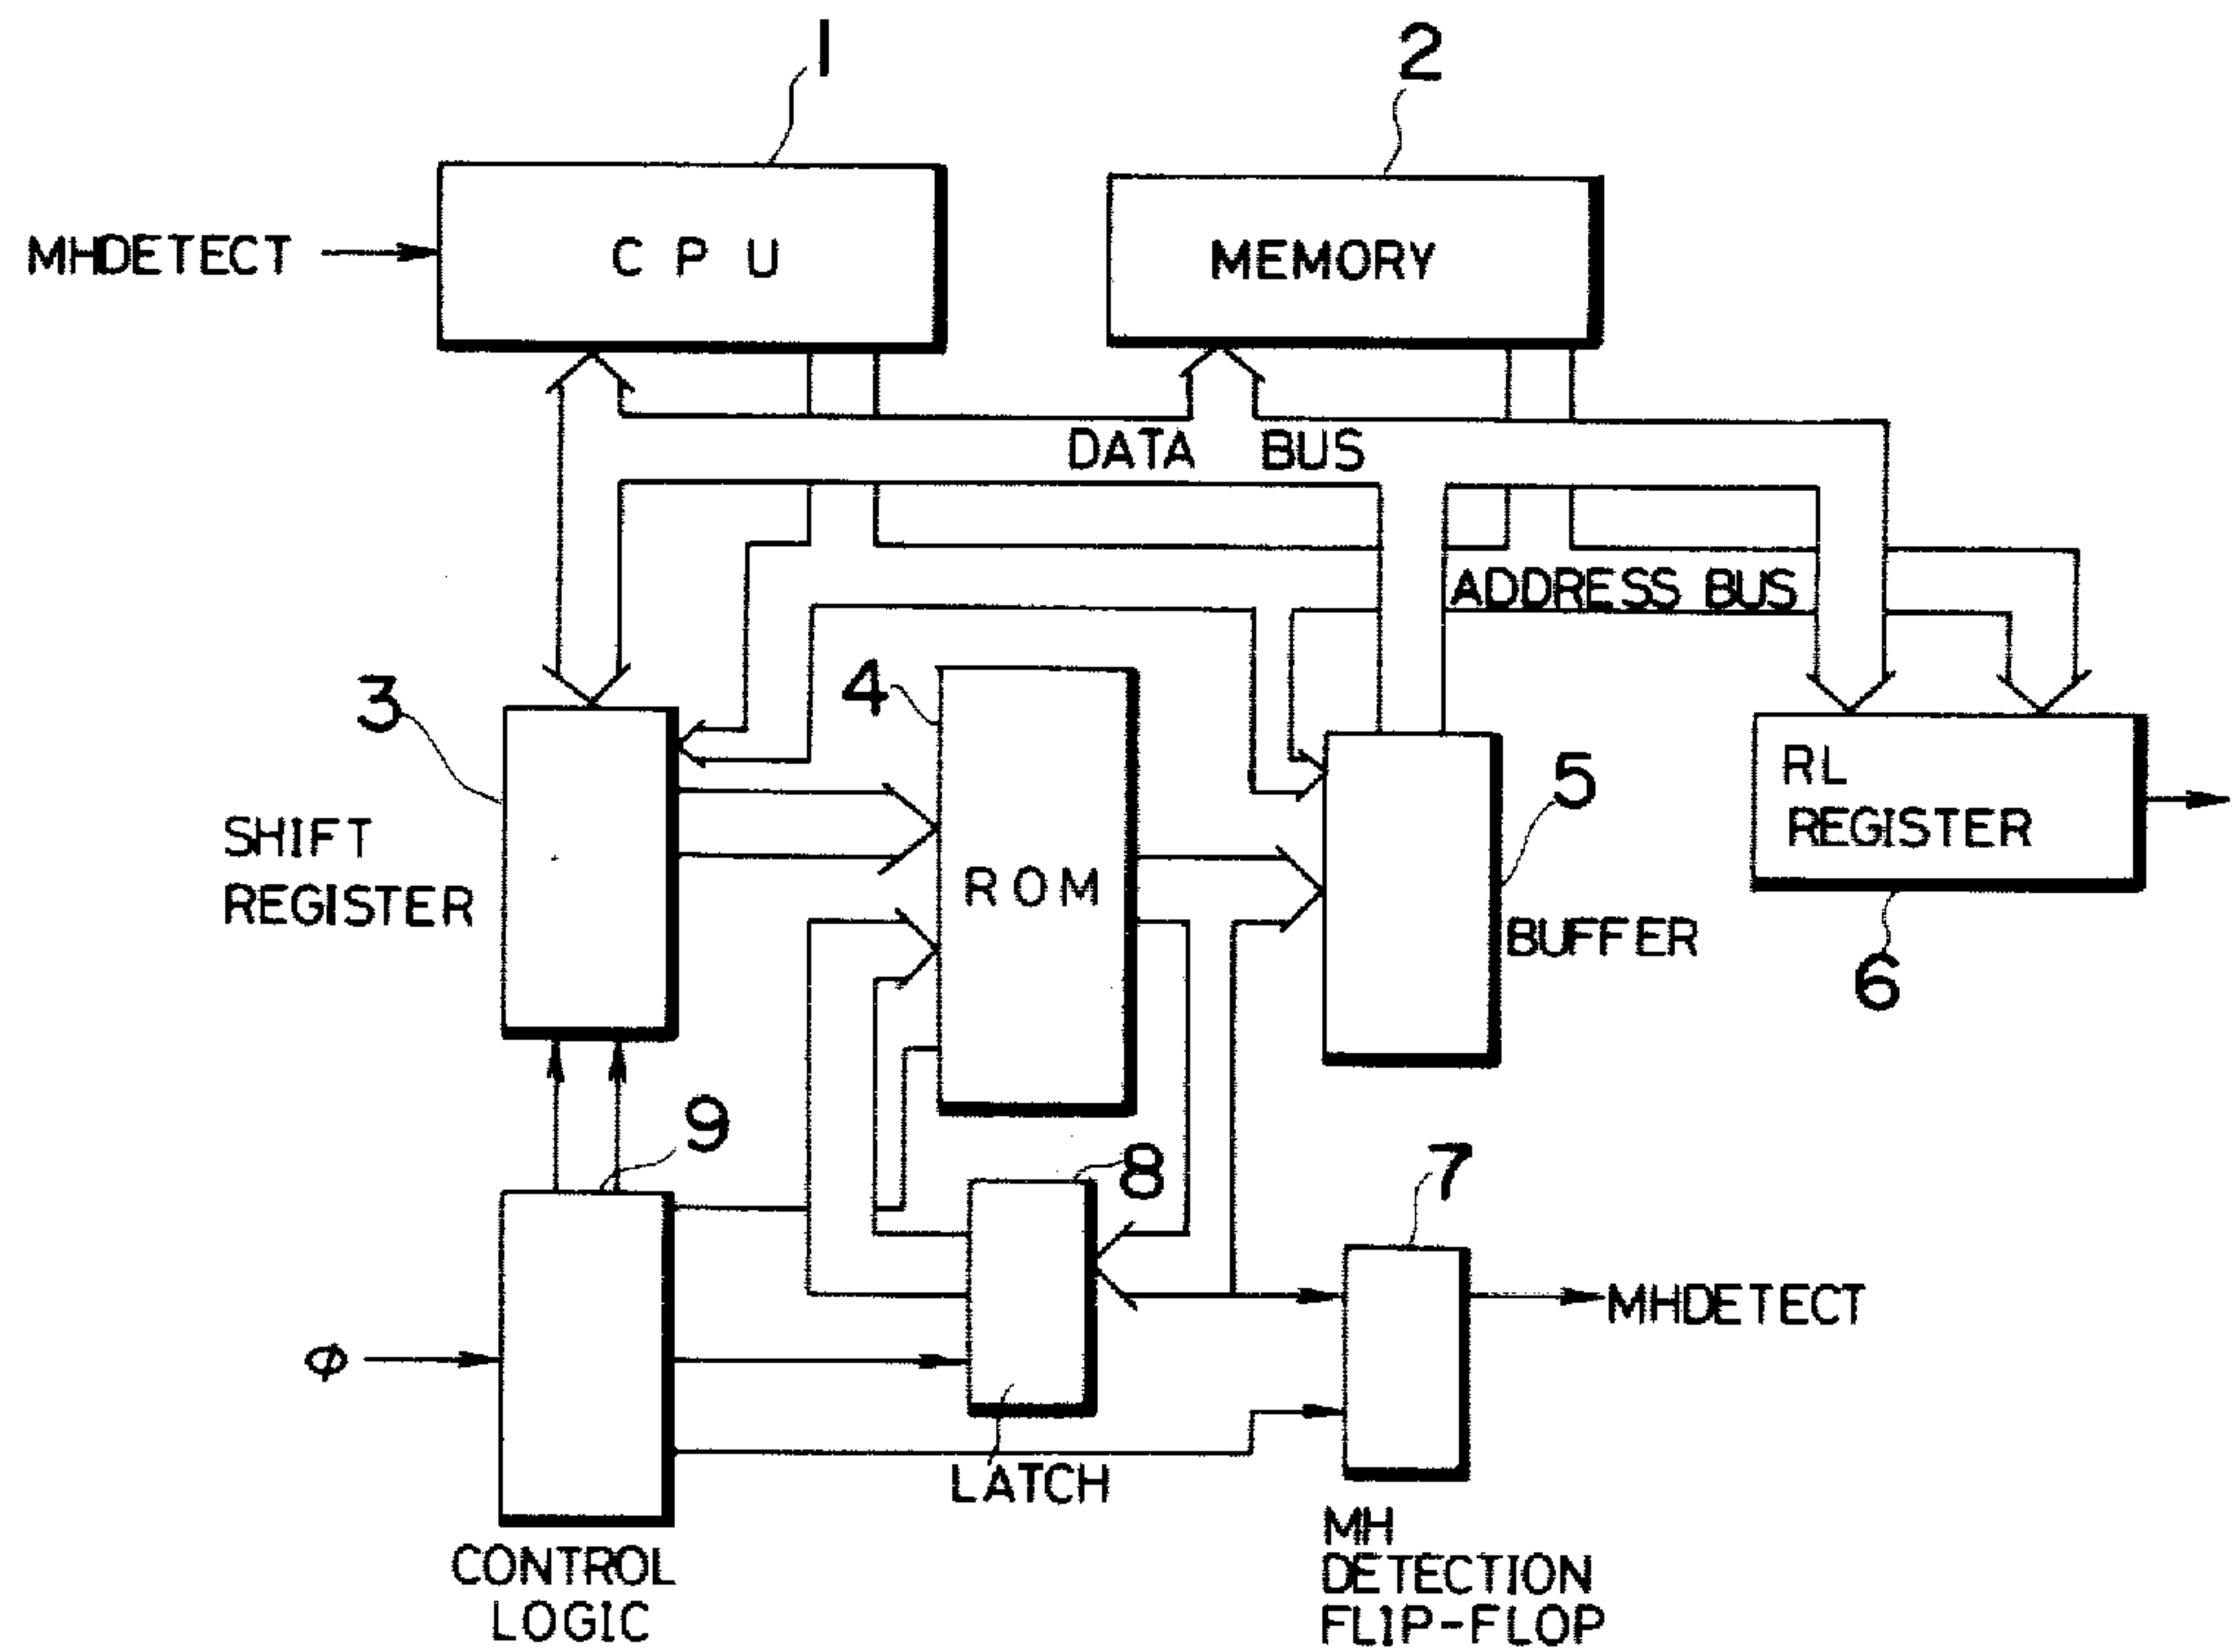 1
2
MHDETECT
C P U
MEMORY
DATA BUS
ADDRESS BUS
3
4
5
RL
REGISTER
SHIFT
REGISTER
ROM
BUFFER
6
9
8
7
MHDETECT
φ
LATCH
CONTROL
LOGIC
MH
DETECTION
FLIP-FLOP